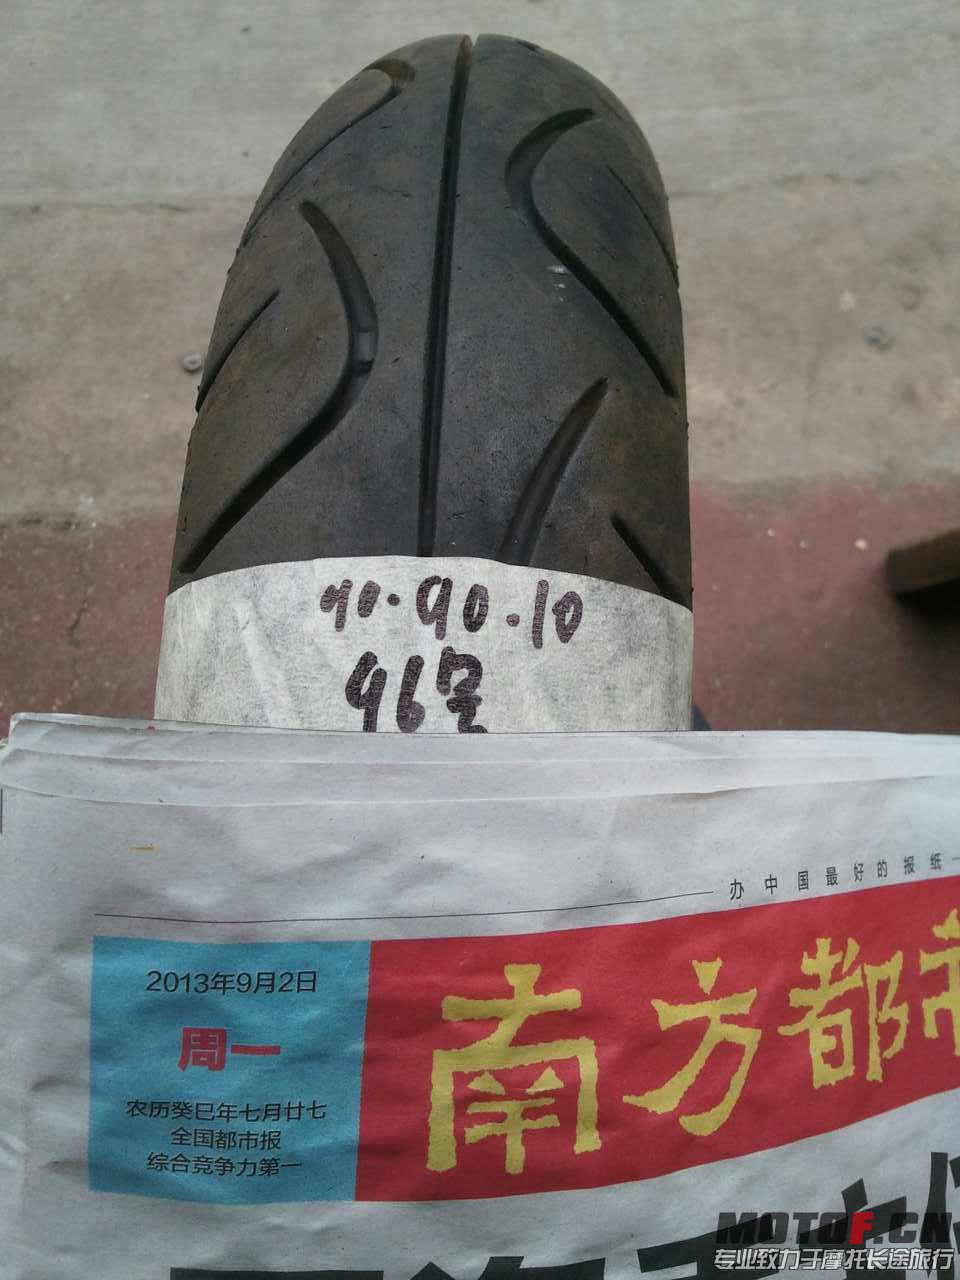 90.90.10
96
办中国最好的报纸
2013年9月2日
周一
农历癸巳年七月廿七
全国都市报
综合竞争力第一
南方都市
MOTOF.CN
专业致力于摩托长途旅行